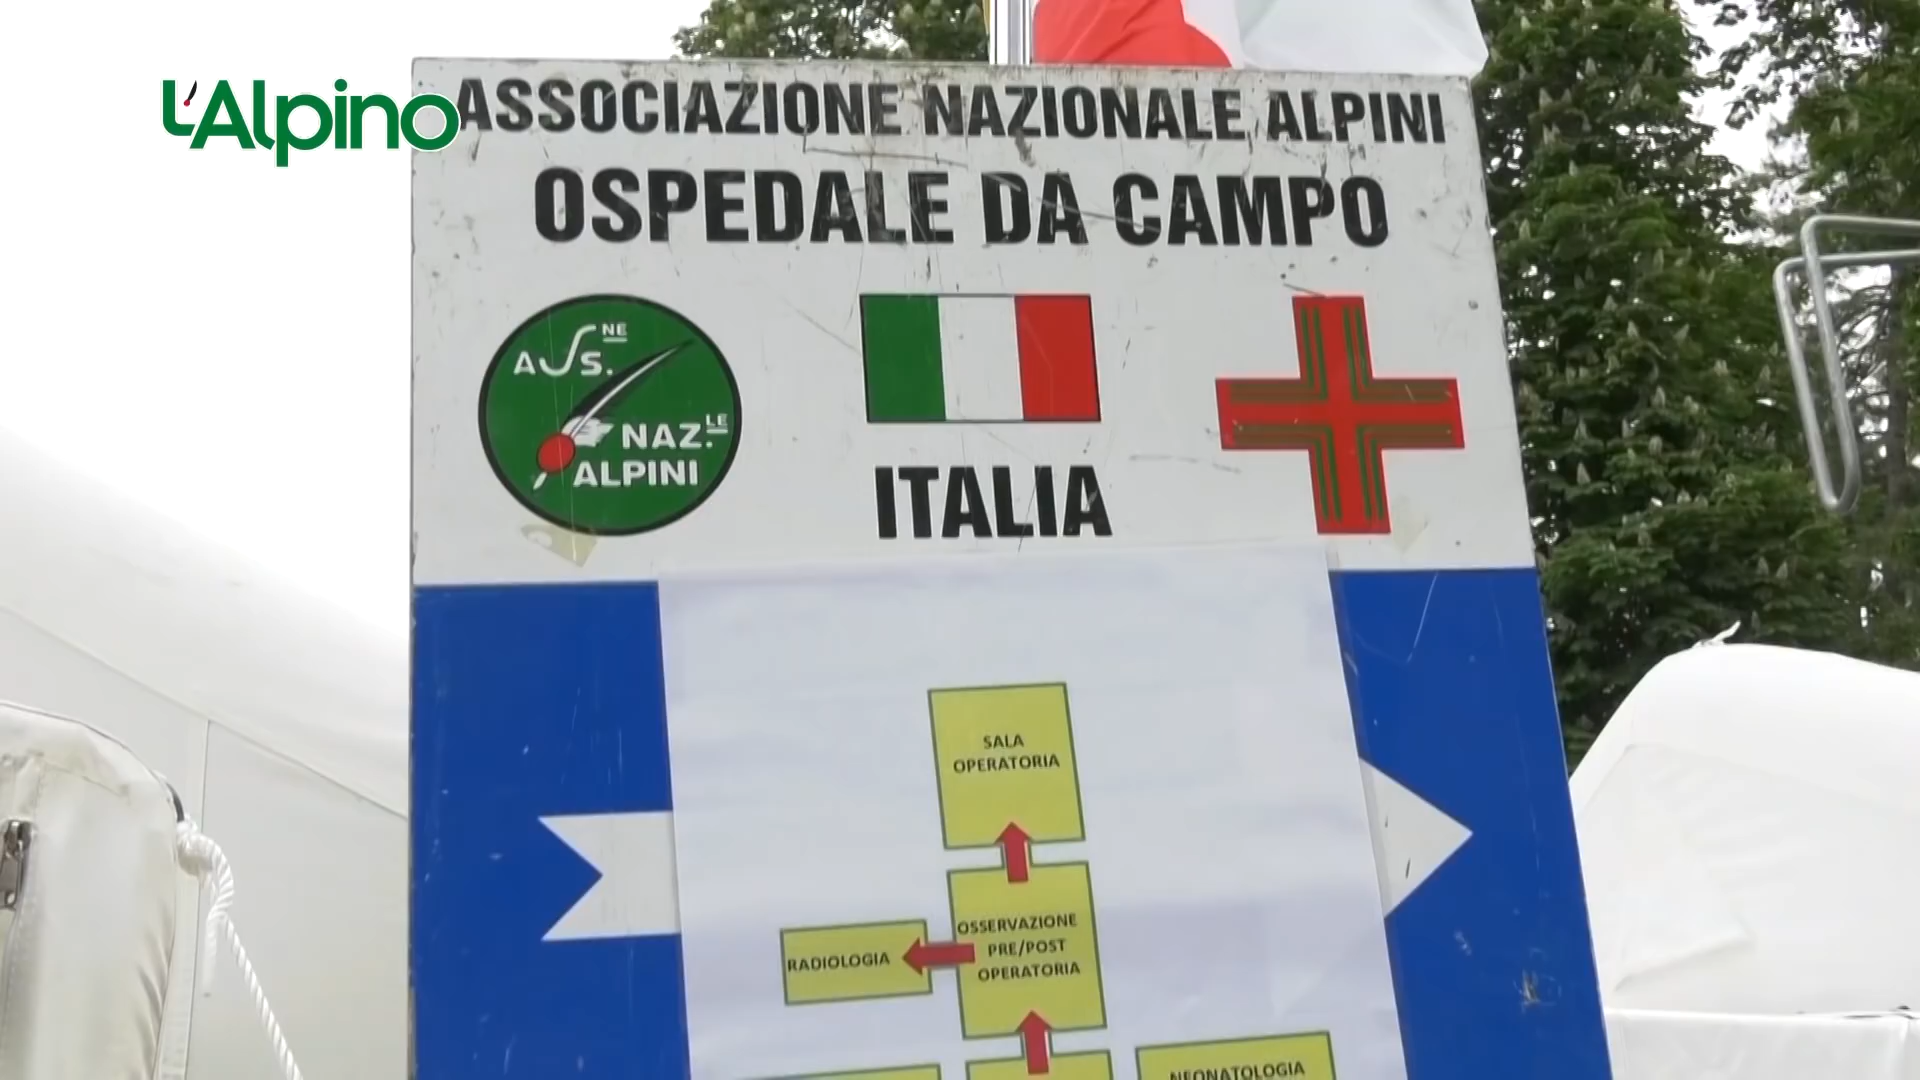 L'Alpino
ASSOCIAZIONE NAZIONALE ALPINI
OSPEDALE DA CAMPO
ASS.NE
NAZ.LE
ALPINI
ITALIA
SALA
OPERATORIA
OSSERVAZIONE
PRE/POST
OPERATORIA
RADIOLOGIA
NEONATOLOGIA